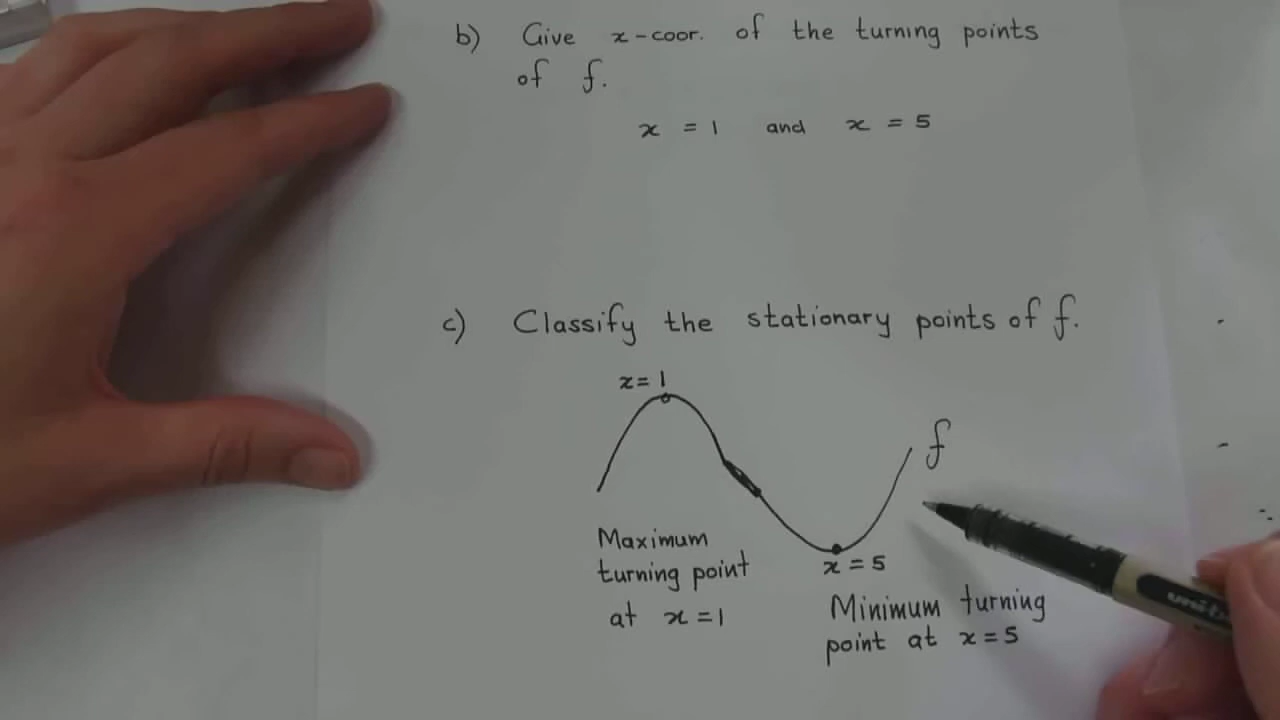 b) Give x-coor. of the turning points
of f.
x = 1 and x = 5
c) Classify the stationary points of f.
x = 1
f
Maximum
turning point
at x = 1
x = 5
Minimum turning
point at x = 5